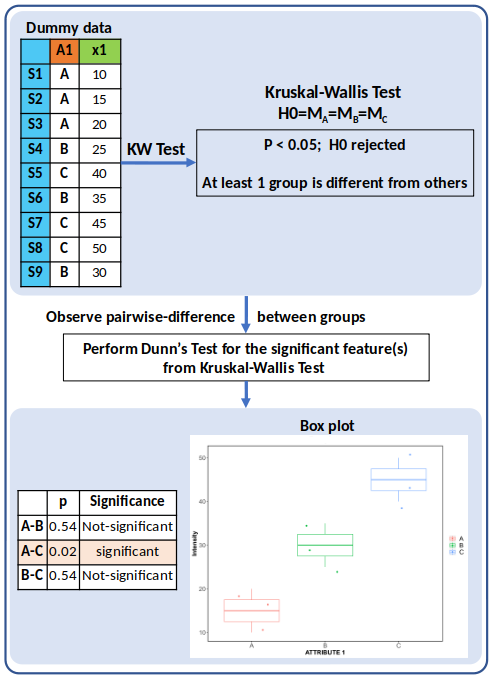 Dummy data
A1 x1
S1 A 10
S2 A 15
S3 A 20
S4 B 25
S5 C 40
S6 B 35
S7 C 45
S8 C 50
S9 B 30
KW Test
Kruskal-Wallis Test
H0=MA=MB=MC
P < 0.05; H0 rejected
At least 1 group is different from others
Observe pairwise-difference between groups
Perform Dunn's Test for the significant feature(s)
from Kruskal-Wallis Test
p Significance
A-B 0.54 Not-significant
A-C 0.02 significant
B-C 0.54 Not-significant
Box plot
Intensity
50
40
30
20
10
A B C
ATTRIBUTE 1
A
B
C